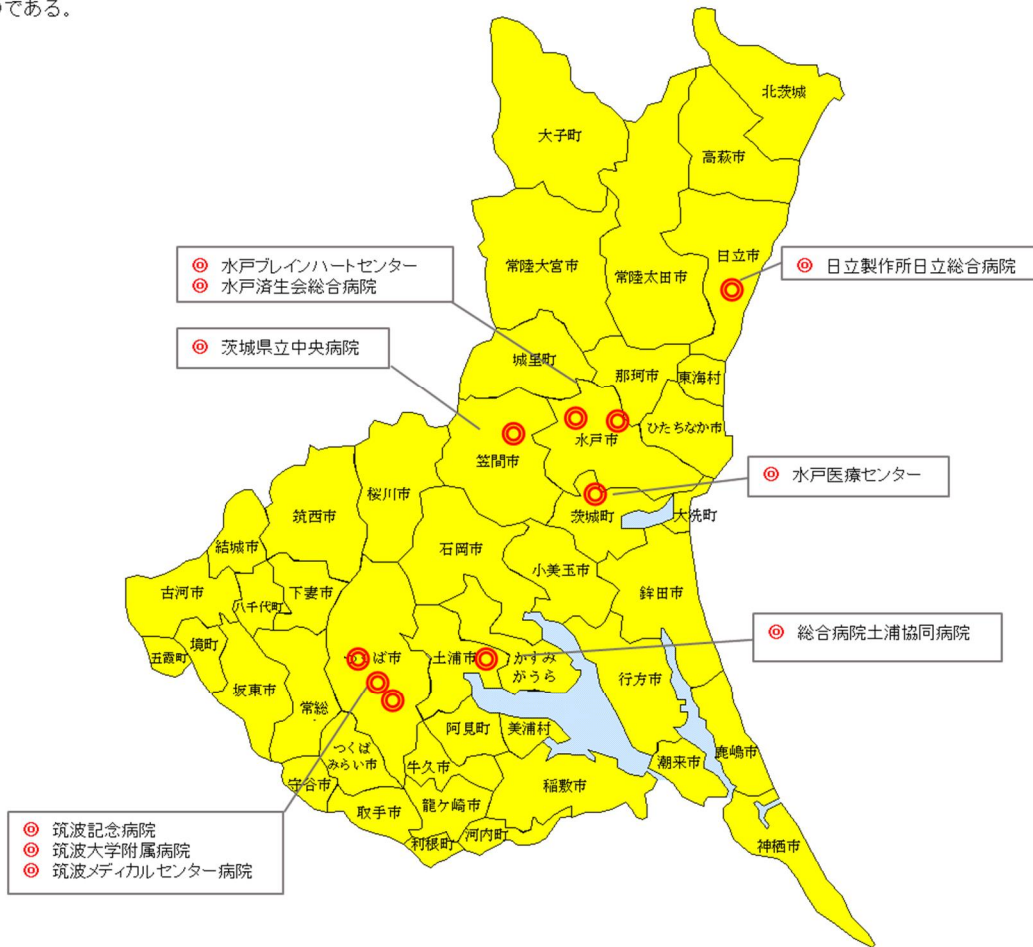 のである。
北茨城
大子町
高萩市
日立市
常陸大宮市
常陸太田市
◎ 水戸ブレインハートセンター
◎ 水戸済生会総合病院
◎ 日立製作所日立総合病院
◎ 茨城県立中央病院
城里町
那珂市
東海村
ひたちなか市
水戸市
笠間市
◎ 水戸医療センター
桜川市
筑西市
茨城町
大洗町
結城市
石岡市
小美玉市
鉾田市
古河市
八千代町
下妻市
◎ 総合病院土浦協同病院
境町
五霞町
つくば市
土浦市
かすみ
がうら
行方市
坂東市
常総
阿見町
美浦村
つくば
みらい市
牛久市
潮来市
鹿嶋市
守谷市
稲敷市
取手市
龍ケ崎市
利根町
河内町
神栖市
◎ 筑波記念病院
◎ 筑波大学附属病院
◎ 筑波メディカルセンター病院